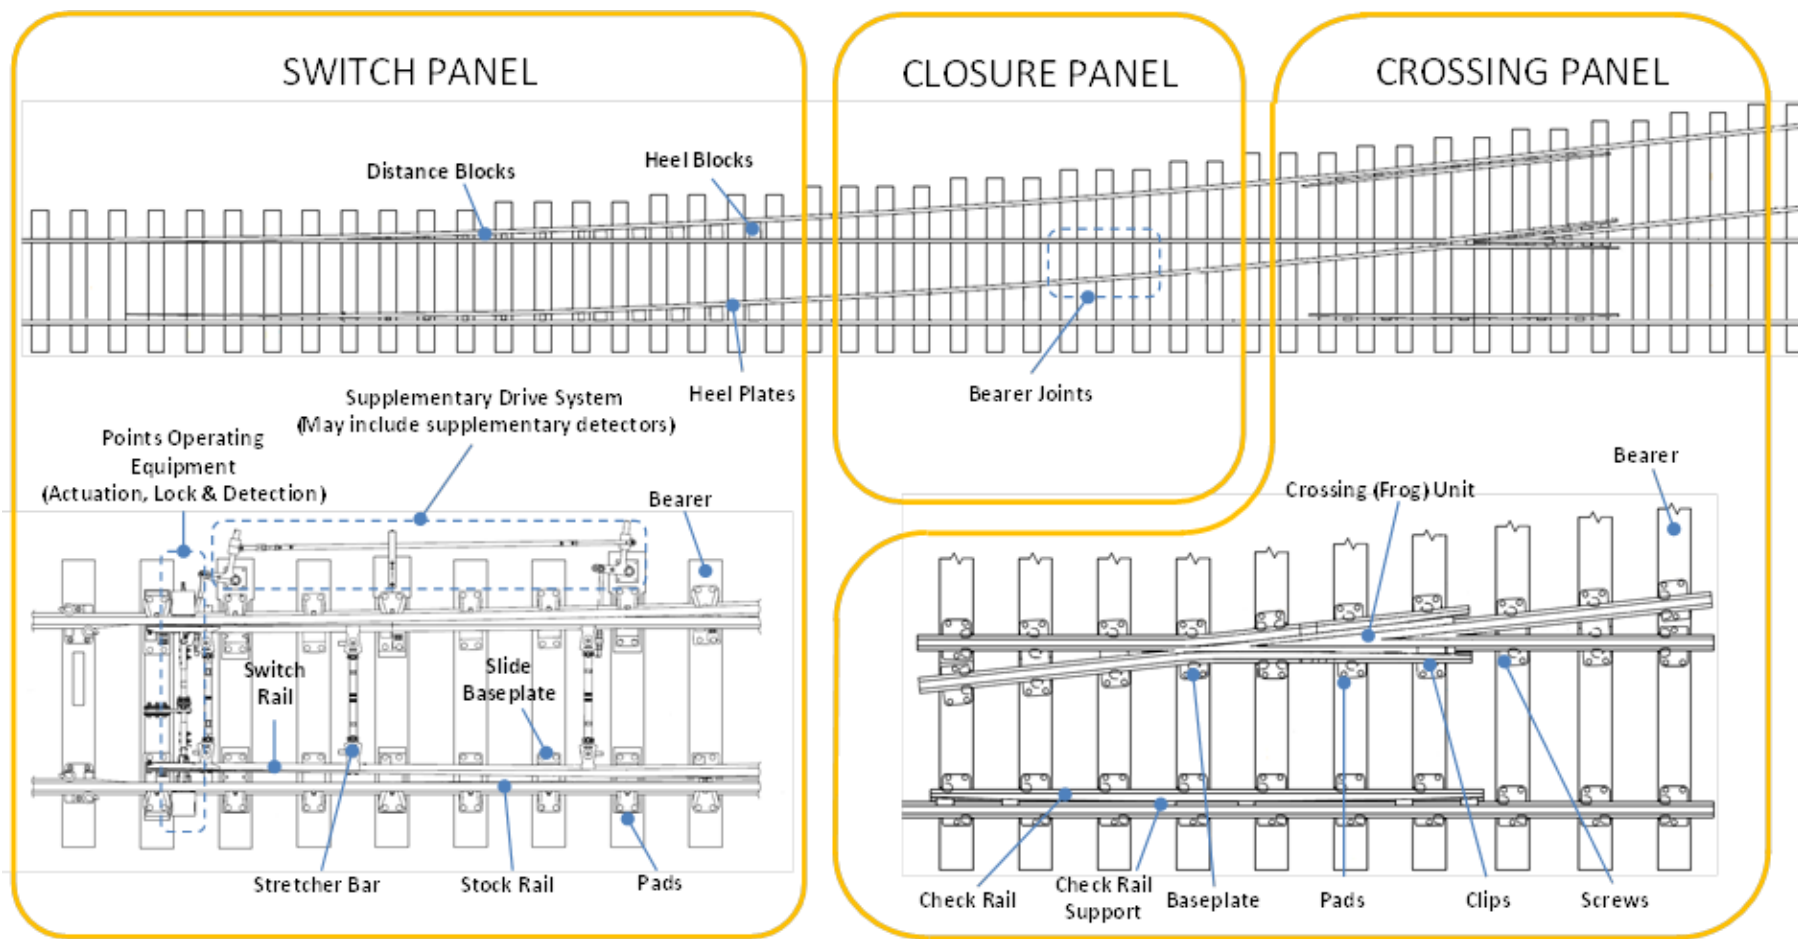 SWITCH PANEL
CLOSURE PANEL
CROSSING PANEL
Distance Blocks
Heel Blocks
Heel Plates
Bearer Joints
Supplementary Drive System
(May include supplementary detectors)
Points Operating
Equipment
(Actuation, Lock & Detection)
Bearer
Switch
Rail
Slide
Baseplate
Stretcher Bar
Stock Rail
Pads
Bearer
Crossing (Frog) Unit
Check Rail
Check Rail
Support
Baseplate
Pads
Clips
Screws